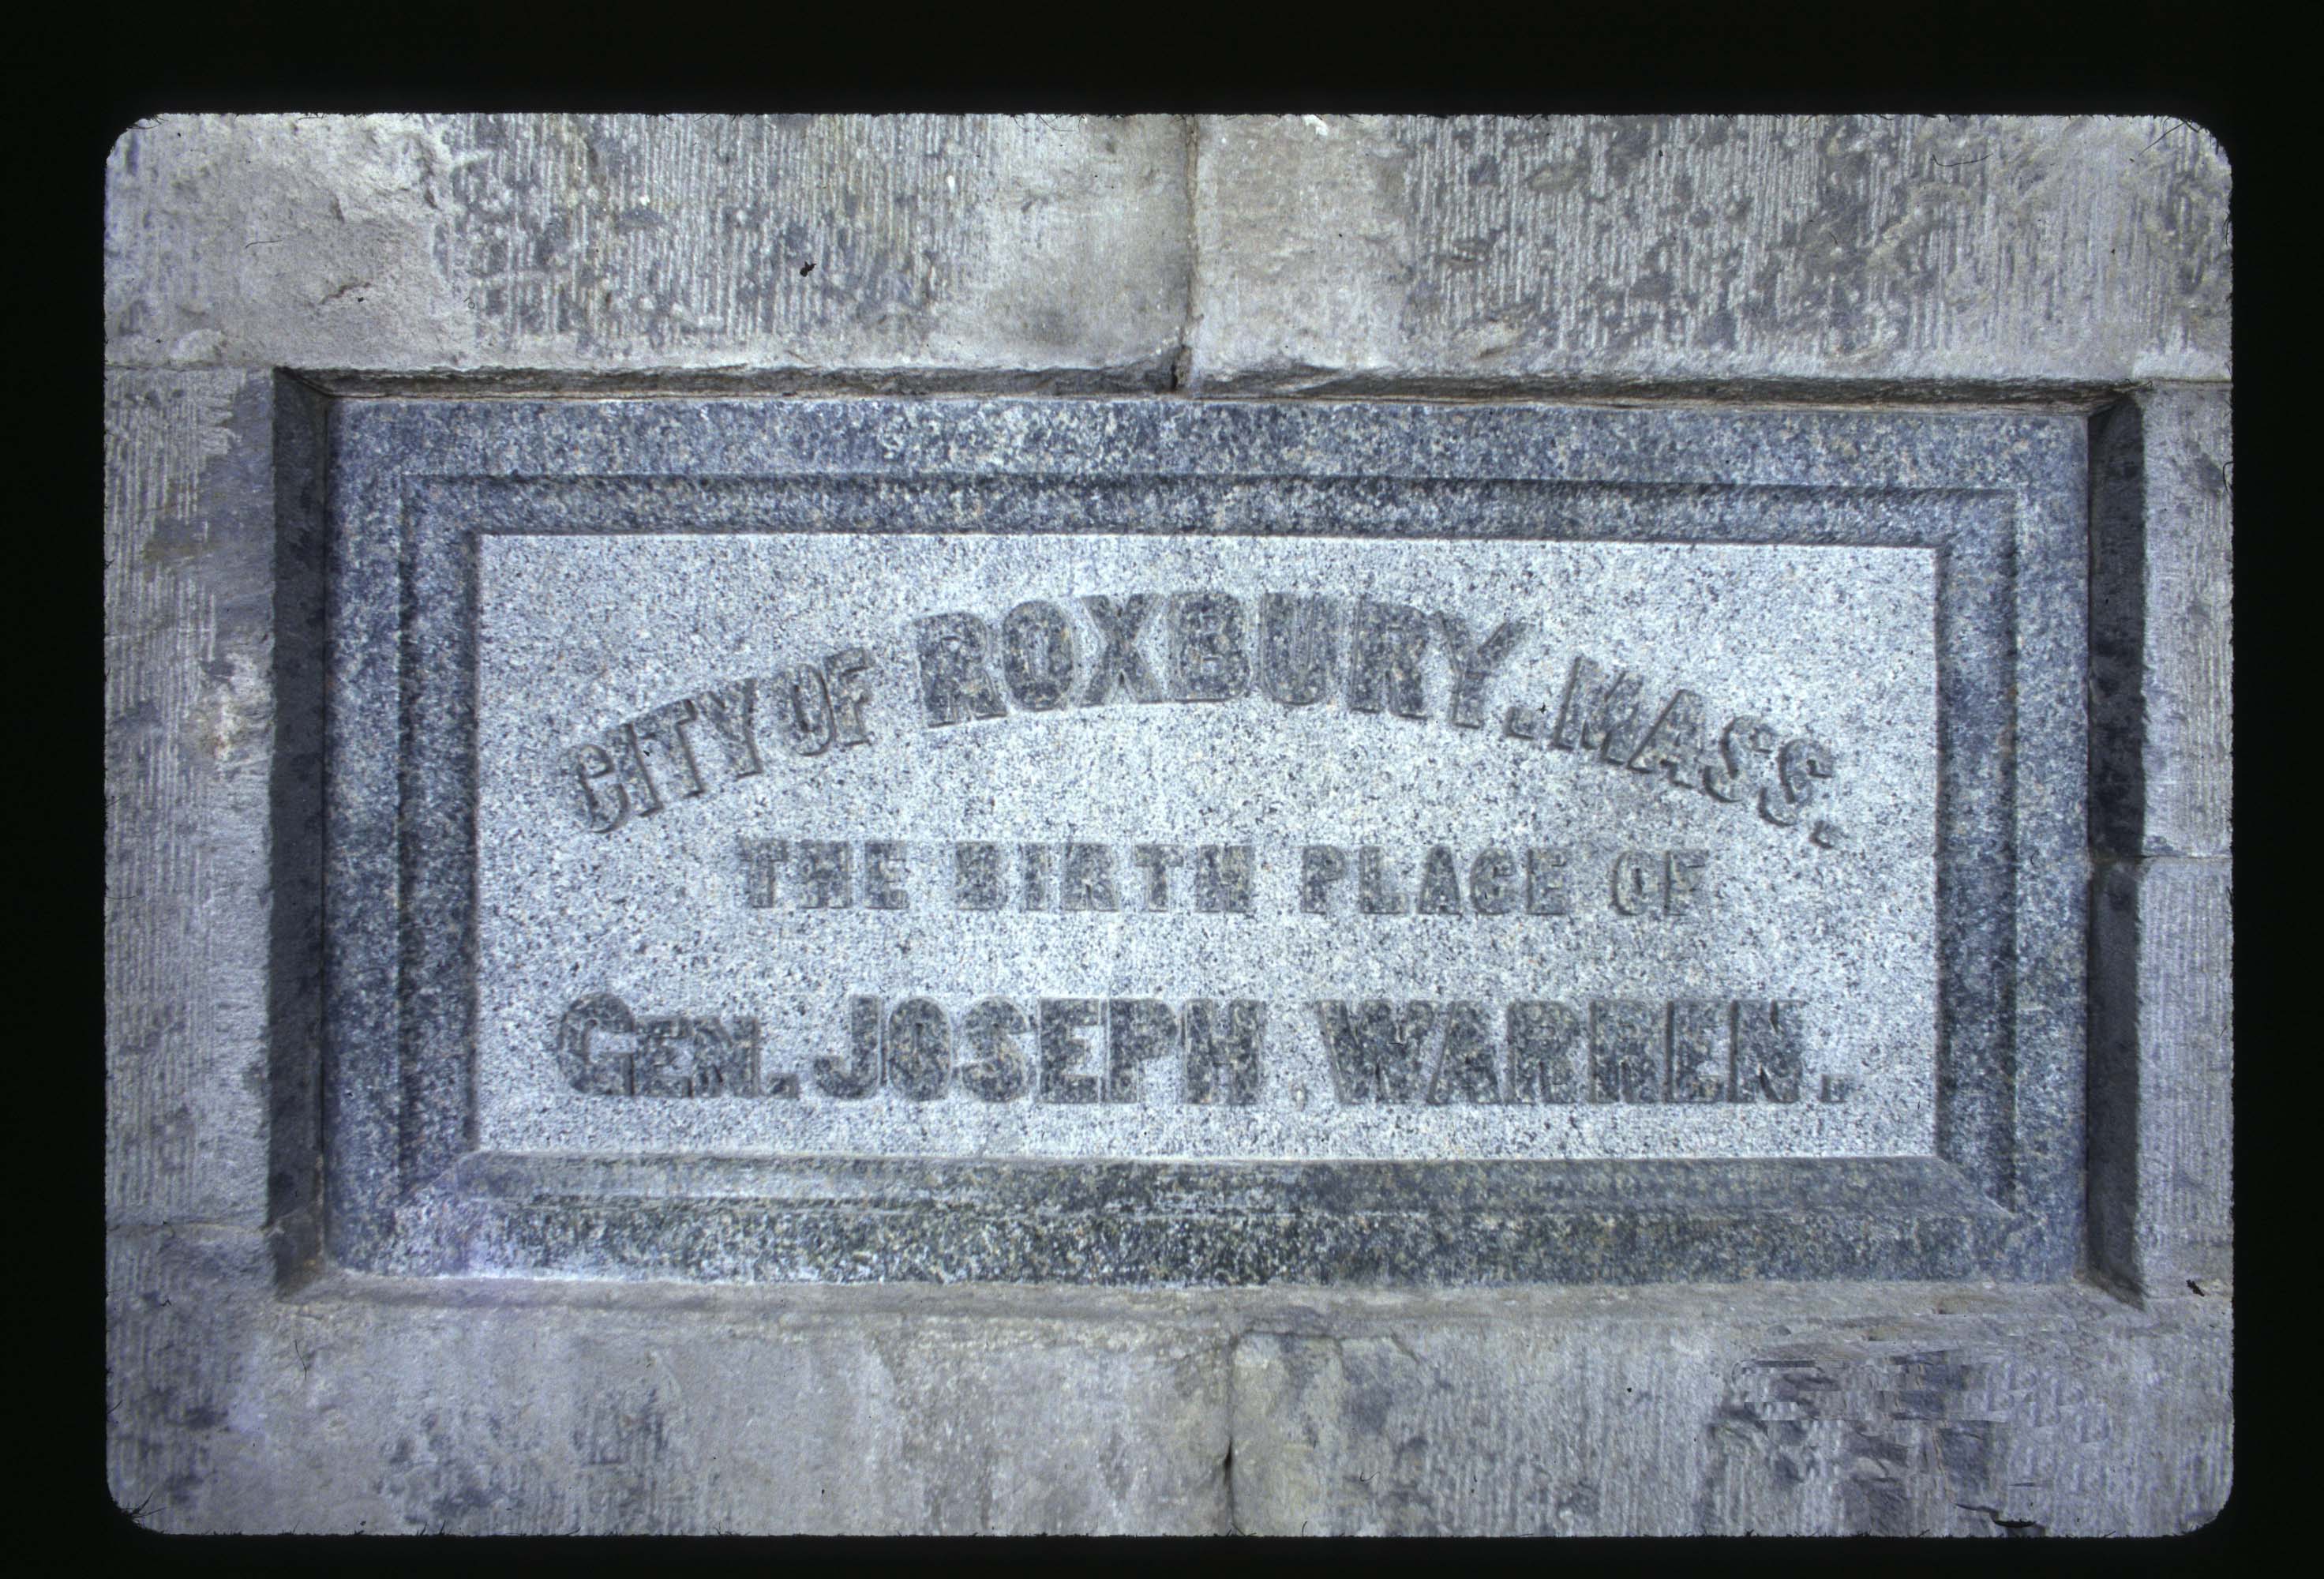 CITY OF ROXBURY. MASS.
THE BIRTH PLACE OF
GEN. JOSEPH. WARREN.